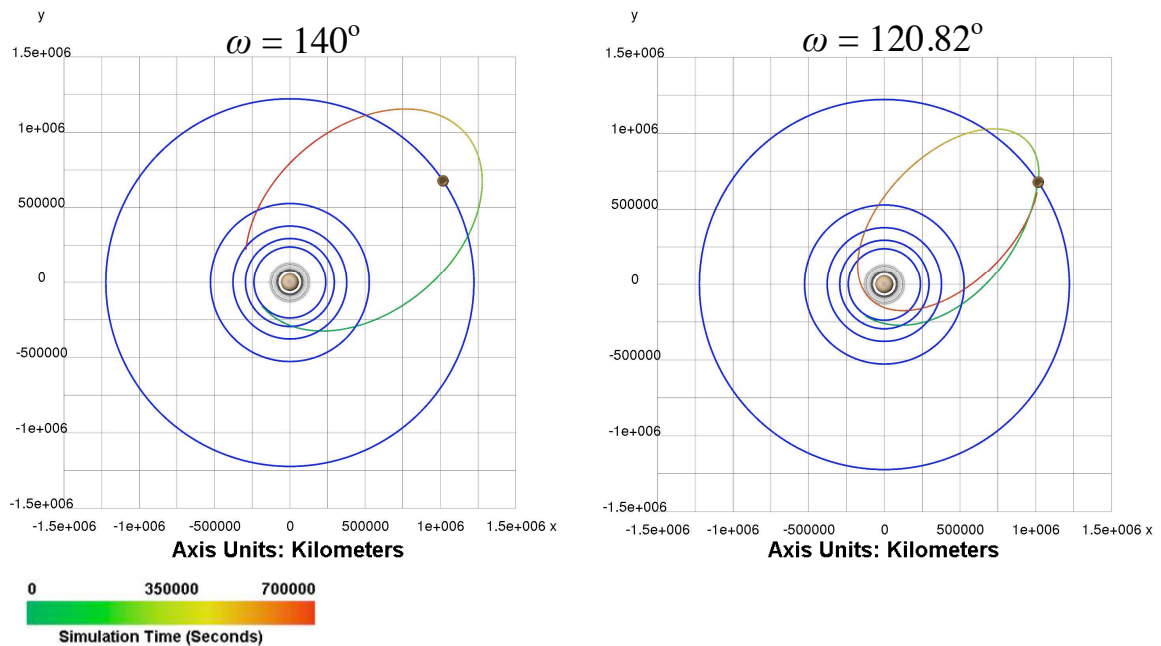 y
ω = 140º
1.5e+006
1e+006
500000
0
-500000
-1e+006
-1.5e+006
-1.5e+006 -1e+006 -500000 0 500000 1e+006 1.5e+006 x
Axis Units: Kilometers
y
ω = 120.82º
1.5e+006
1e+006
500000
0
-500000
-1e+006
-1.5e+006
-1.5e+006 -1e+006 -500000 0 500000 1e+006 1.5e+006 x
Axis Units: Kilometers
0 350000 700000
Simulation Time (Seconds)